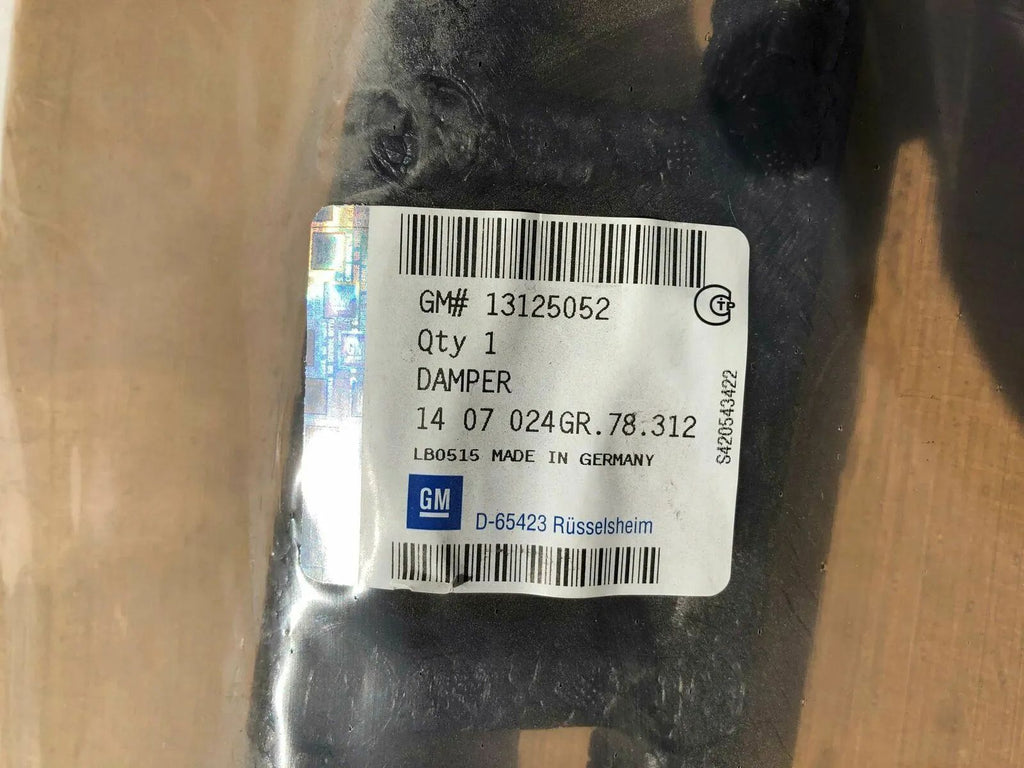 GM# 13125052
Qty 1
DAMPER
14 07 024GR.78.312
LB0515 MADE IN GERMANY
GM
D-65423 Rüsselsheim
S420543422